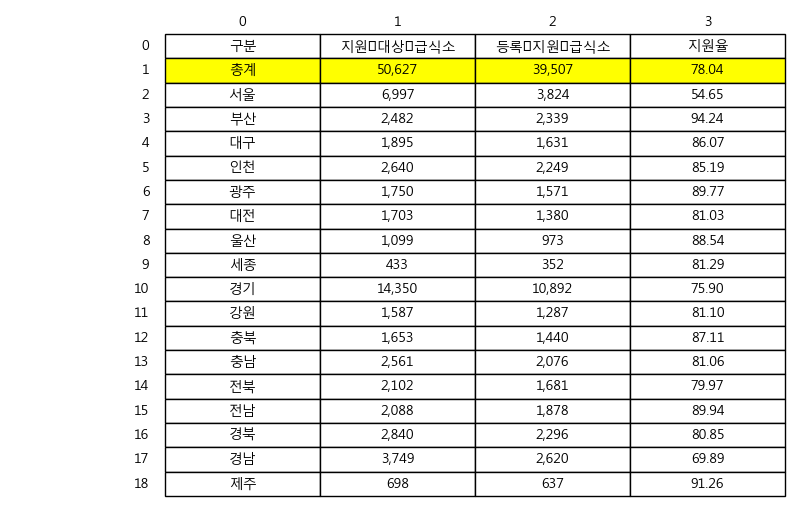 0 1 2 3
0 구분 지원 대상 급식소 등록 지원 급식소 지원율
1 총계 50,627 39,507 78.04
2 서울 6,997 3,824 54.65
3 부산 2,482 2,339 94.24
4 대구 1,895 1,631 86.07
5 인천 2,640 2,249 85.19
6 광주 1,750 1,571 89.77
7 대전 1,703 1,380 81.03
8 울산 1,099 973 88.54
9 세종 433 352 81.29
10 경기 14,350 10,892 75.90
11 강원 1,587 1,287 81.10
12 충북 1,653 1,440 87.11
13 충남 2,561 2,076 81.06
14 전북 2,102 1,681 79.97
15 전남 2,088 1,878 89.94
16 경북 2,840 2,296 80.85
17 경남 3,749 2,620 69.89
18 제주 698 637 91.26